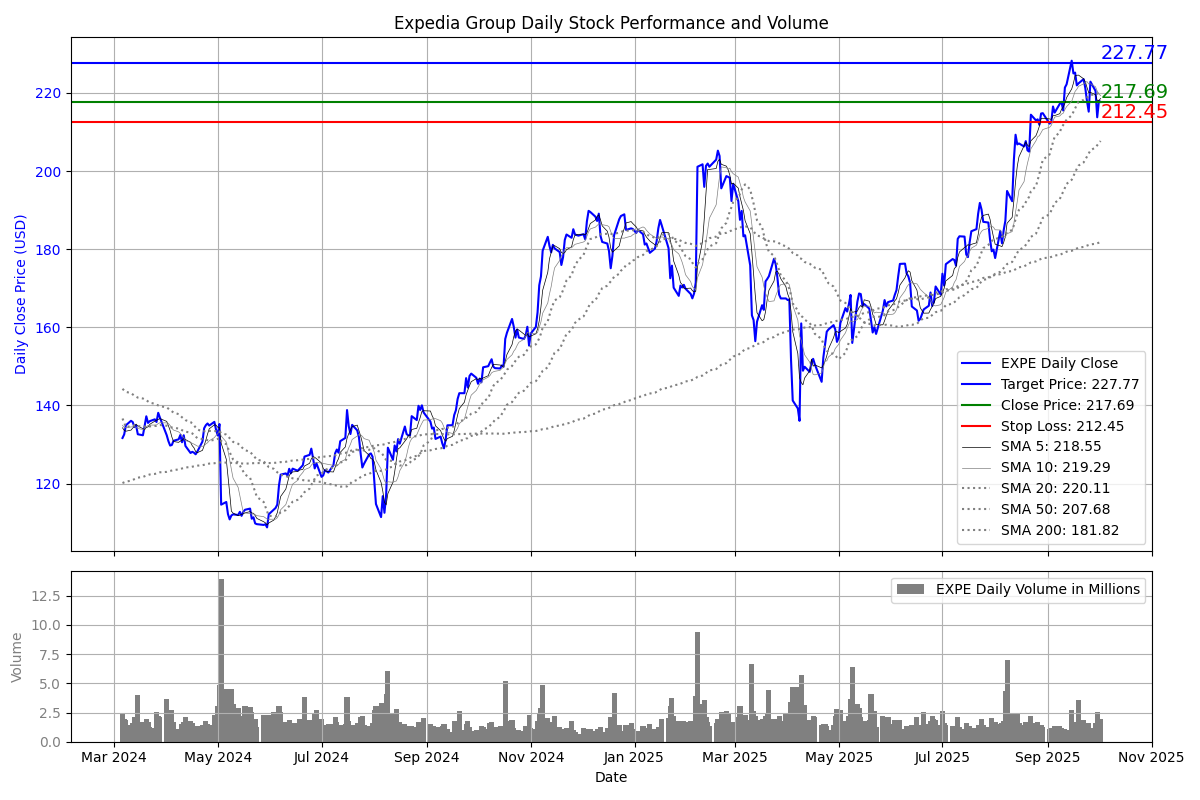 Expedia Group Daily Stock Performance and Volume
227.77
217.69
212.45
220
200
180
160
140
120
Daily Close Price (USD)
EXPE Daily Close
Target Price: 227.77
Close Price: 217.69
Stop Loss: 212.45
SMA 5: 218.55
SMA 10: 219.29
SMA 20: 220.11
SMA 50: 207.68
SMA 200: 181.82
12.5
10.0
7.5
5.0
2.5
0.0
Volume
EXPE Daily Volume in Millions
Mar 2024 May 2024 Jul 2024 Sep 2024 Nov 2024 Jan 2025 Mar 2025 May 2025 Jul 2025 Sep 2025 Nov 2025
Date